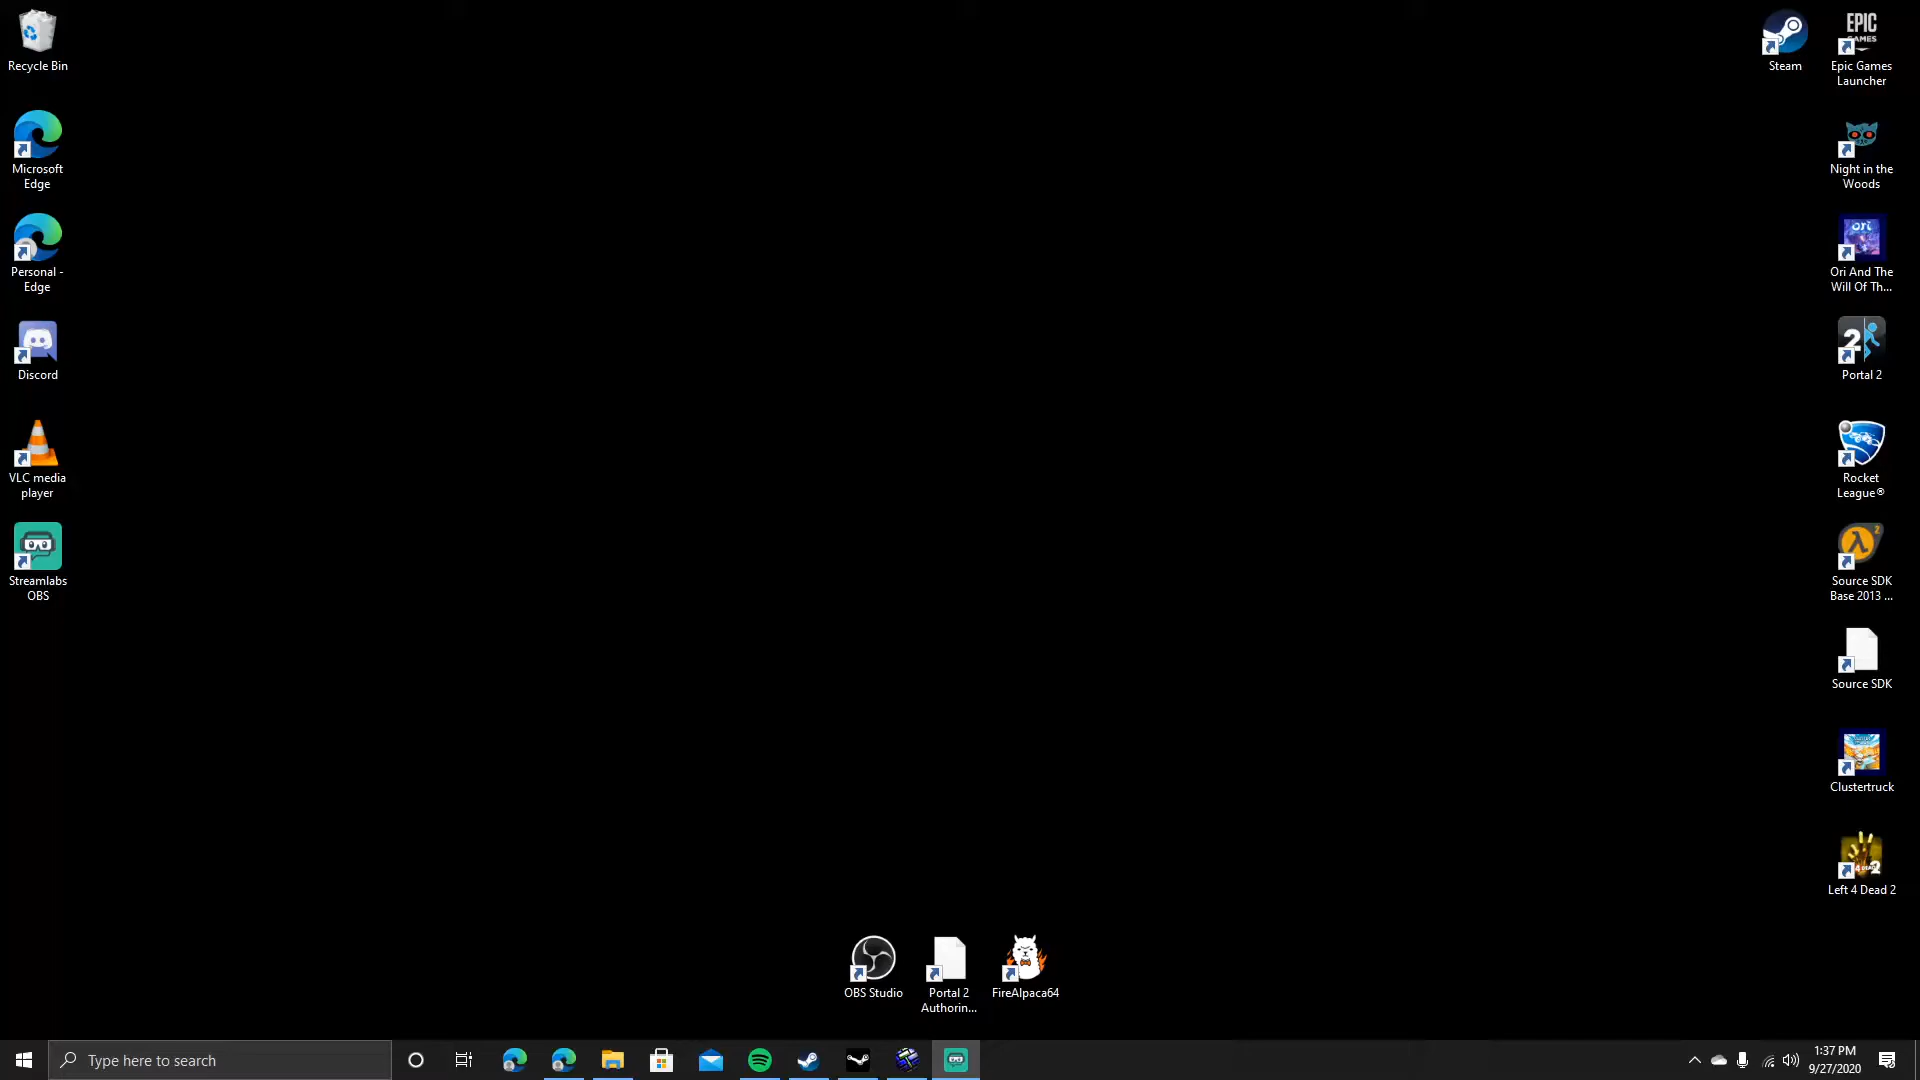 Recycle Bin
Microsoft
Edge
Personal -
Edge
Discord
VLC media
player
Streamlabs
OBS
Steam
EPIC
GAMES
Epic Games
Launcher
Night in the
Woods
ori
Ori And The
Will Of Th...
2
Portal 2
Rocket
League®
2
Source SDK
Base 2013 ...
Source SDK
Clustertruck
Left 4 Dead 2
OBS Studio
Portal 2
Authorin...
FireAlpaca64
Type here to search
1:37 PM
9/27/2020